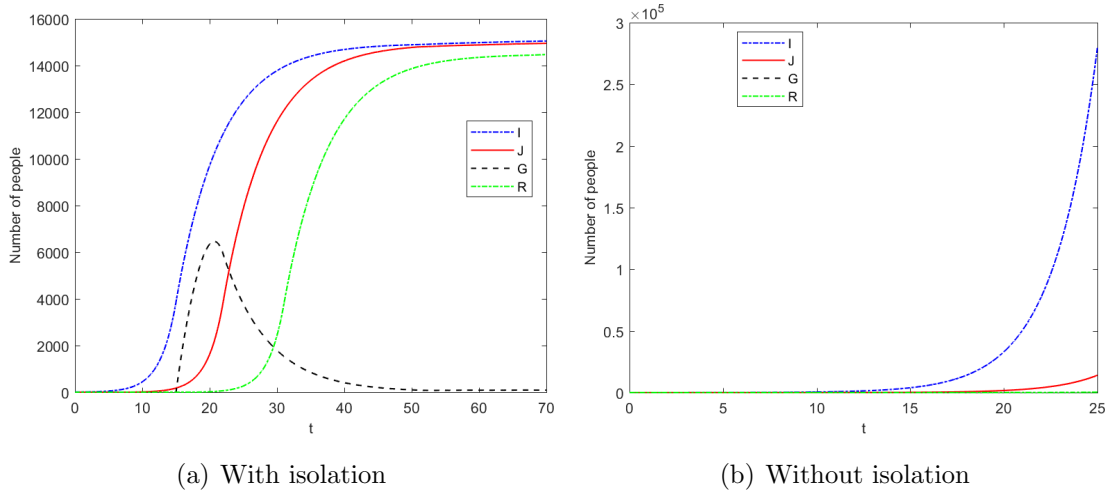 16000
14000
12000
10000
8000
6000
4000
2000
0
Number of people
I
J
G
R
0 10 20 30 40 50 60 70
t
(a) With isolation
×10⁵
3
2.5
2
1.5
1
0.5
0
Number of people
I
J
G
R
0 5 10 15 20 25
t
(b) Without isolation